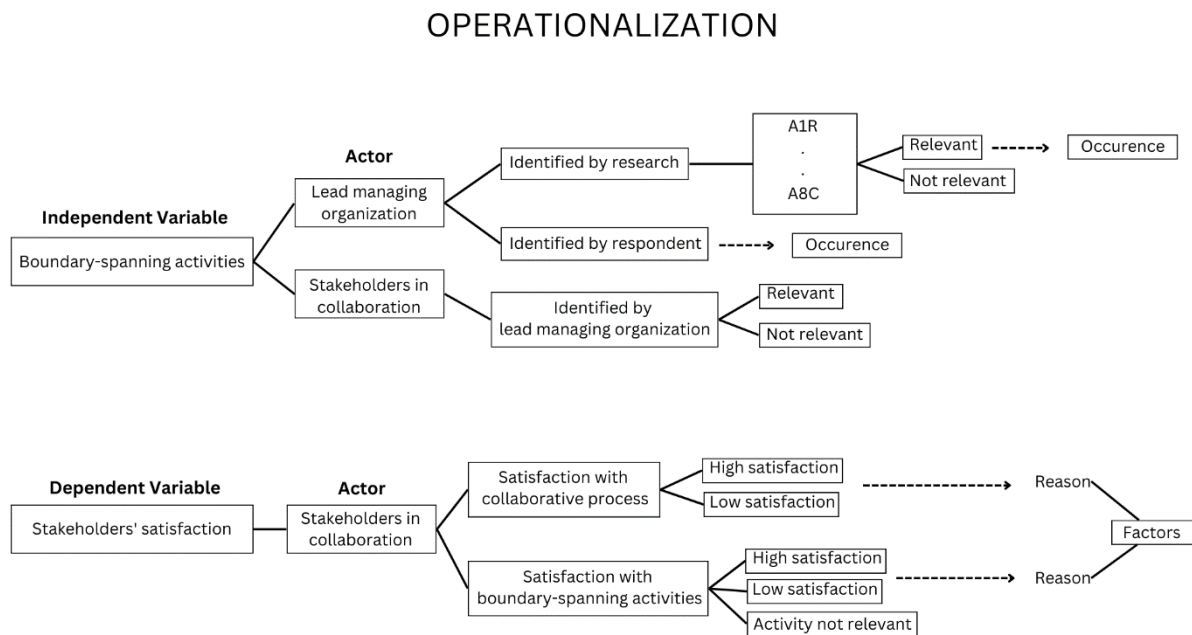 OPERATIONALIZATION
Independent Variable
Boundary-spanning activities
Actor
Lead managing
organization
Stakeholders in
collaboration
Identified by research
A1R
.
.
A8C
Relevant
Not relevant
Occurence
Identified by respondent
Occurence
Identified by
lead managing organization
Relevant
Not relevant
Dependent Variable
Stakeholders' satisfaction
Actor
Stakeholders in
collaboration
Satisfaction with
collaborative process
High satisfaction
Low satisfaction
Reason
Satisfaction with
boundary-spanning activities
High satisfaction
Low satisfaction
Activity not relevant
Reason
Factors